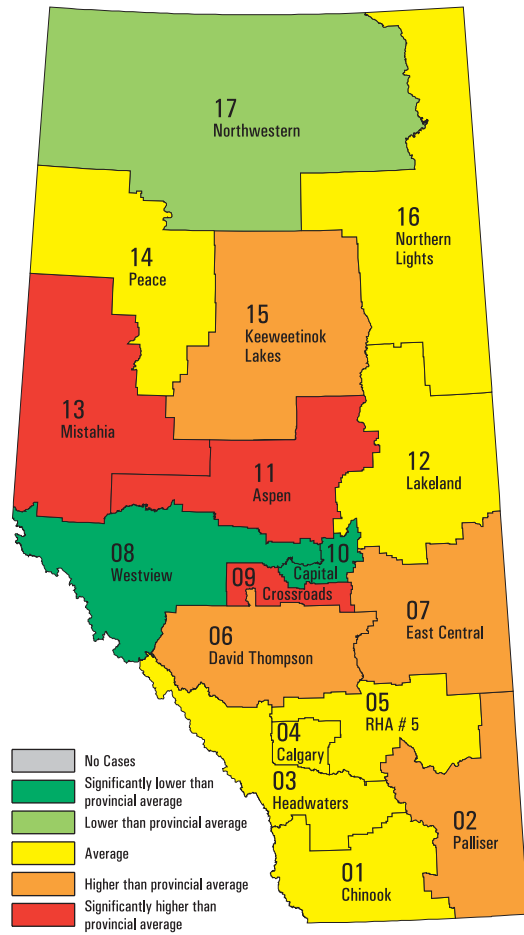 17
Northwestern
16
Northern
Lights
14
Peace
15
Keeweetinok
Lakes
13
Mistahia
11
Aspen
12
Lakeland
08
Westview
10
Capital
09
Crossroads
07
East Central
06
David Thompson
05
RHA # 5
04
Calgary
03
Headwaters
02
Palliser
01
Chinook
No Cases
Significantly lower than
provincial average
Lower than provincial average
Average
Higher than provincial average
Significantly higher than
provincial average